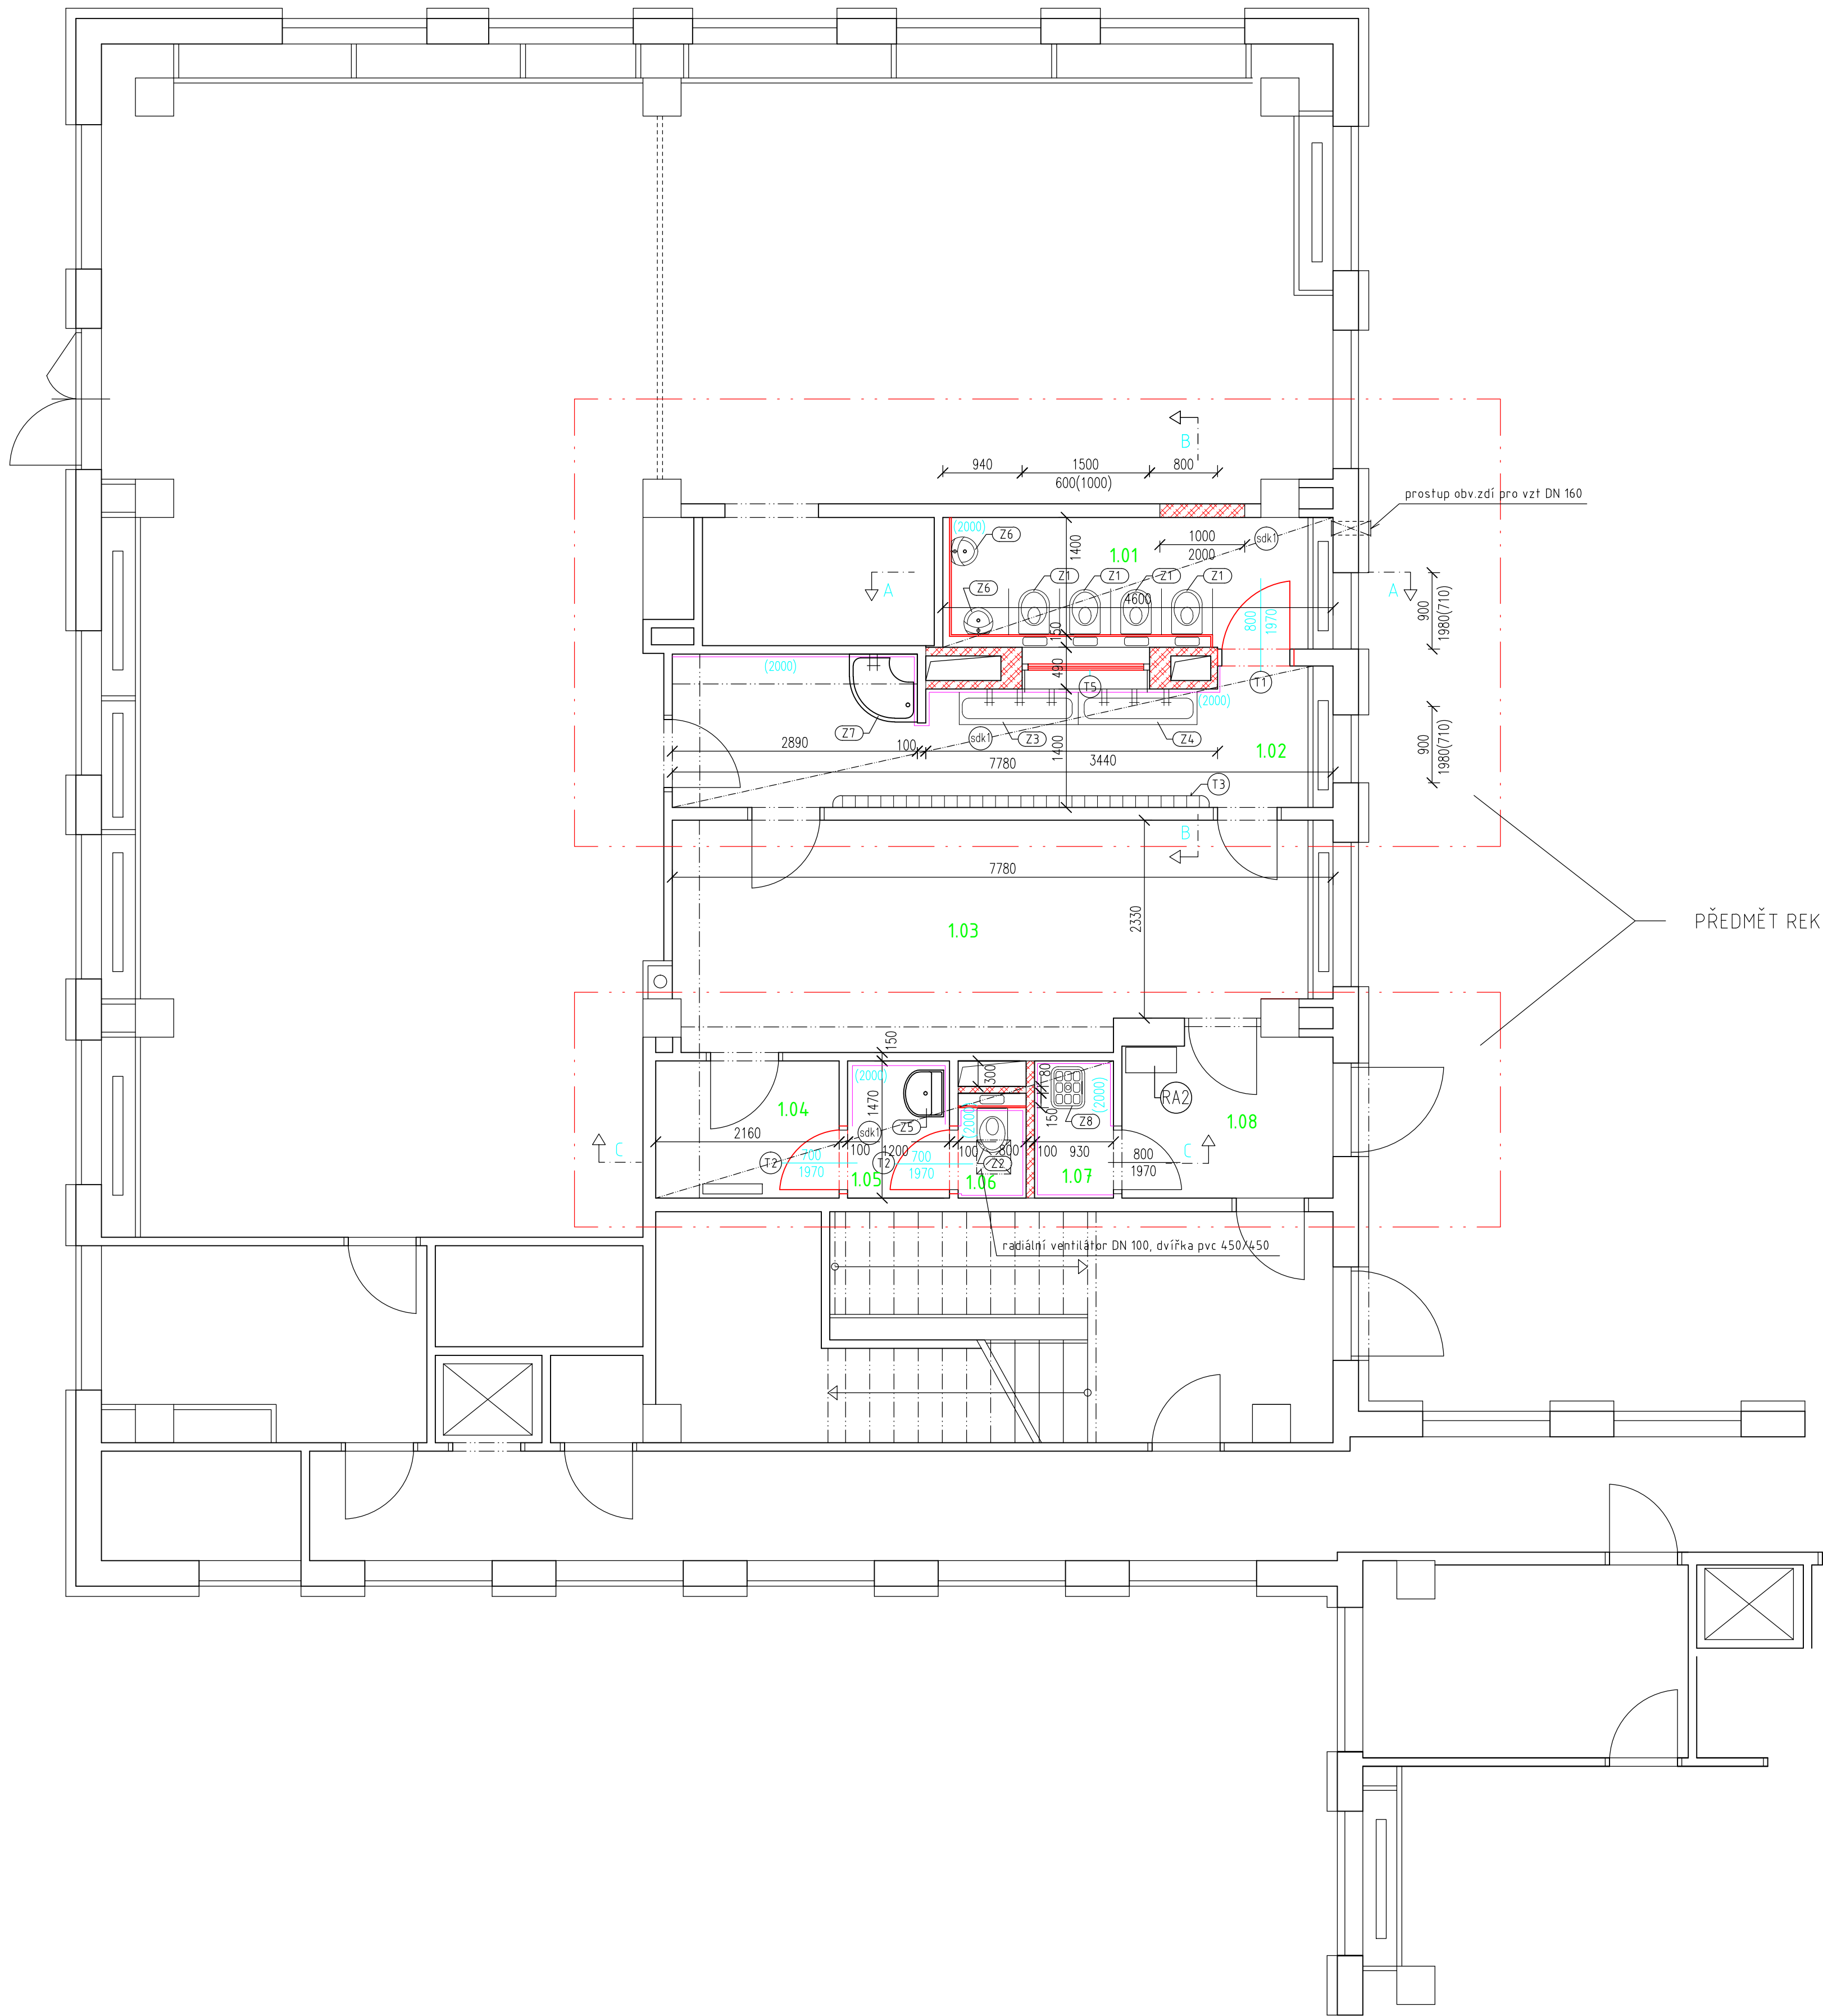 B
940
1500
800
600(1000)
prostup obv.zdí pro vzt DN 160
(2000)
Z6
1400
1.01
1000
2000
sdk1
A
Z6
Z1
Z1
Z1
Z1
A
4600
150
800
1970
900
1980(710)
(2000)
490
T5
T1
(2000)
Z7
sdk1
Z3
Z4
2890
100
1400
3440
1.02
7780
900
1980(710)
T3
B
7780
1.03
2330
PŘEDMĚT REK
150
(2000)
300
80
1.04
1470
Z5
(2000)
150
Z8
(2000)
RA2
1.08
C
2160
sdk1
100
1200
100
800
100
930
800
1970
C
T2
700
1970
T2
700
1970
Z2
1.05
1.06
1.07
radiální ventilátor DN 100, dvířka pvc 450/450